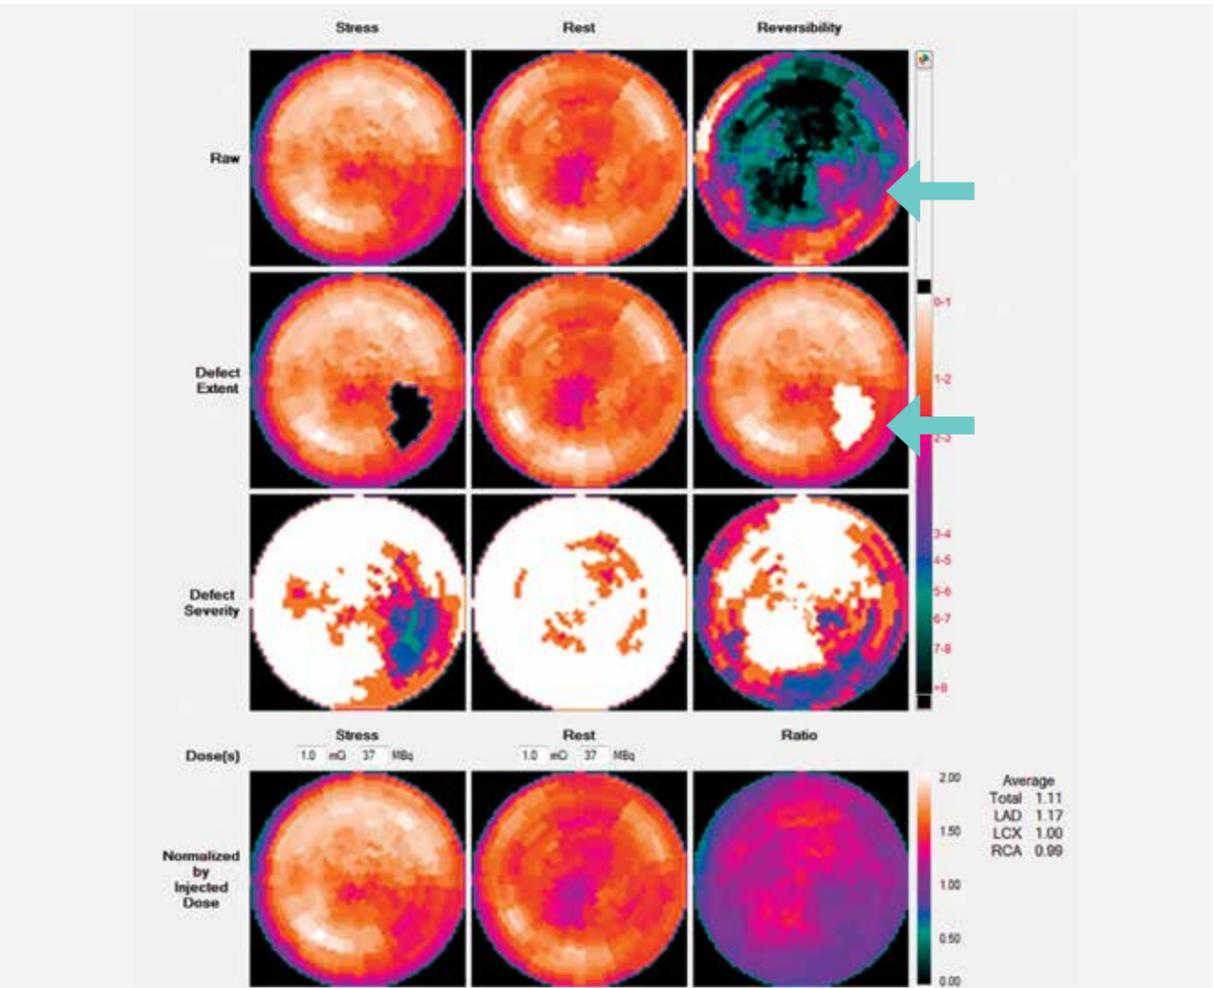 Stress Rest Reversibility
Raw
0-1
1-2
Defect
Extent
2-3
3-4
4-5
5-6
Defect
Severity
6-7
7-8
>8
Stress Rest Ratio
Dose(s) 1.0 mCi 37 MBq 1.0 mCi 37 MBq
2.00
Average
Total 1.11
LAD 1.17
1.50
LCX 1.00
RCA 0.99
Normalized
by
Injected
Dose
1.00
0.50
0.00